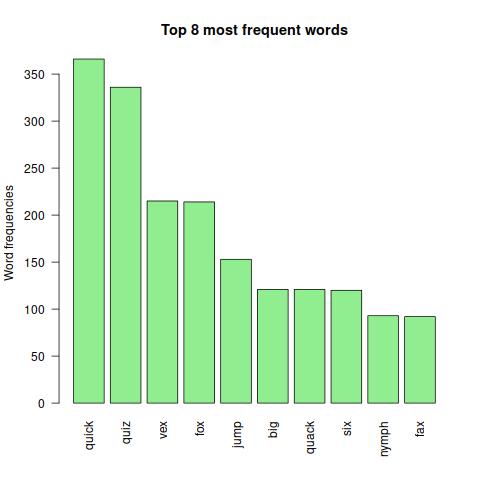 Top 8 most frequent words
Word frequencies
350
300
250
200
150
100
50
0
quick
quiz
vex
fox
jump
big
quack
six
nymph
fax